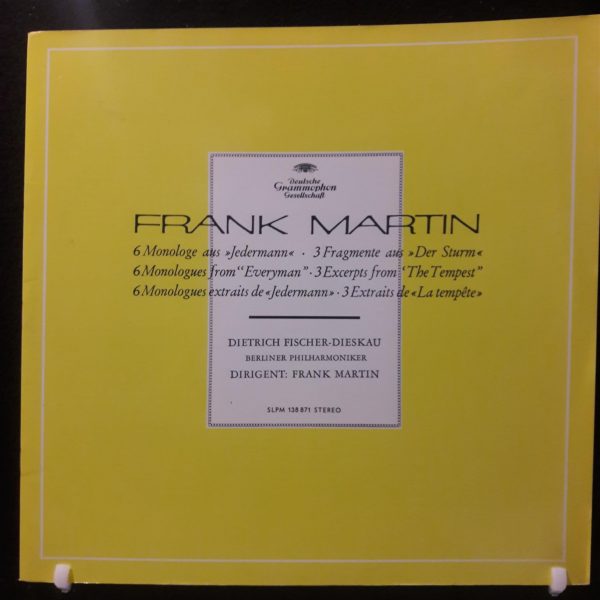 Deutsche
Grammophon
Gesellschaft
FRANK MARTIN
6 Monologe aus »Jedermann« · 3 Fragmente aus »Der Sturm«
6 Monologues from “Everyman” · 3 Excerpts from ‘The Tempest”
6 Monologues extraits de «Jedermann» · 3 Extraits de «La tempête»
DIETRICH FISCHER-DIESKAU
BERLINER PHILHARMONIKER
DIRIGENT: FRANK MARTIN
SLPM 138 871 STEREO